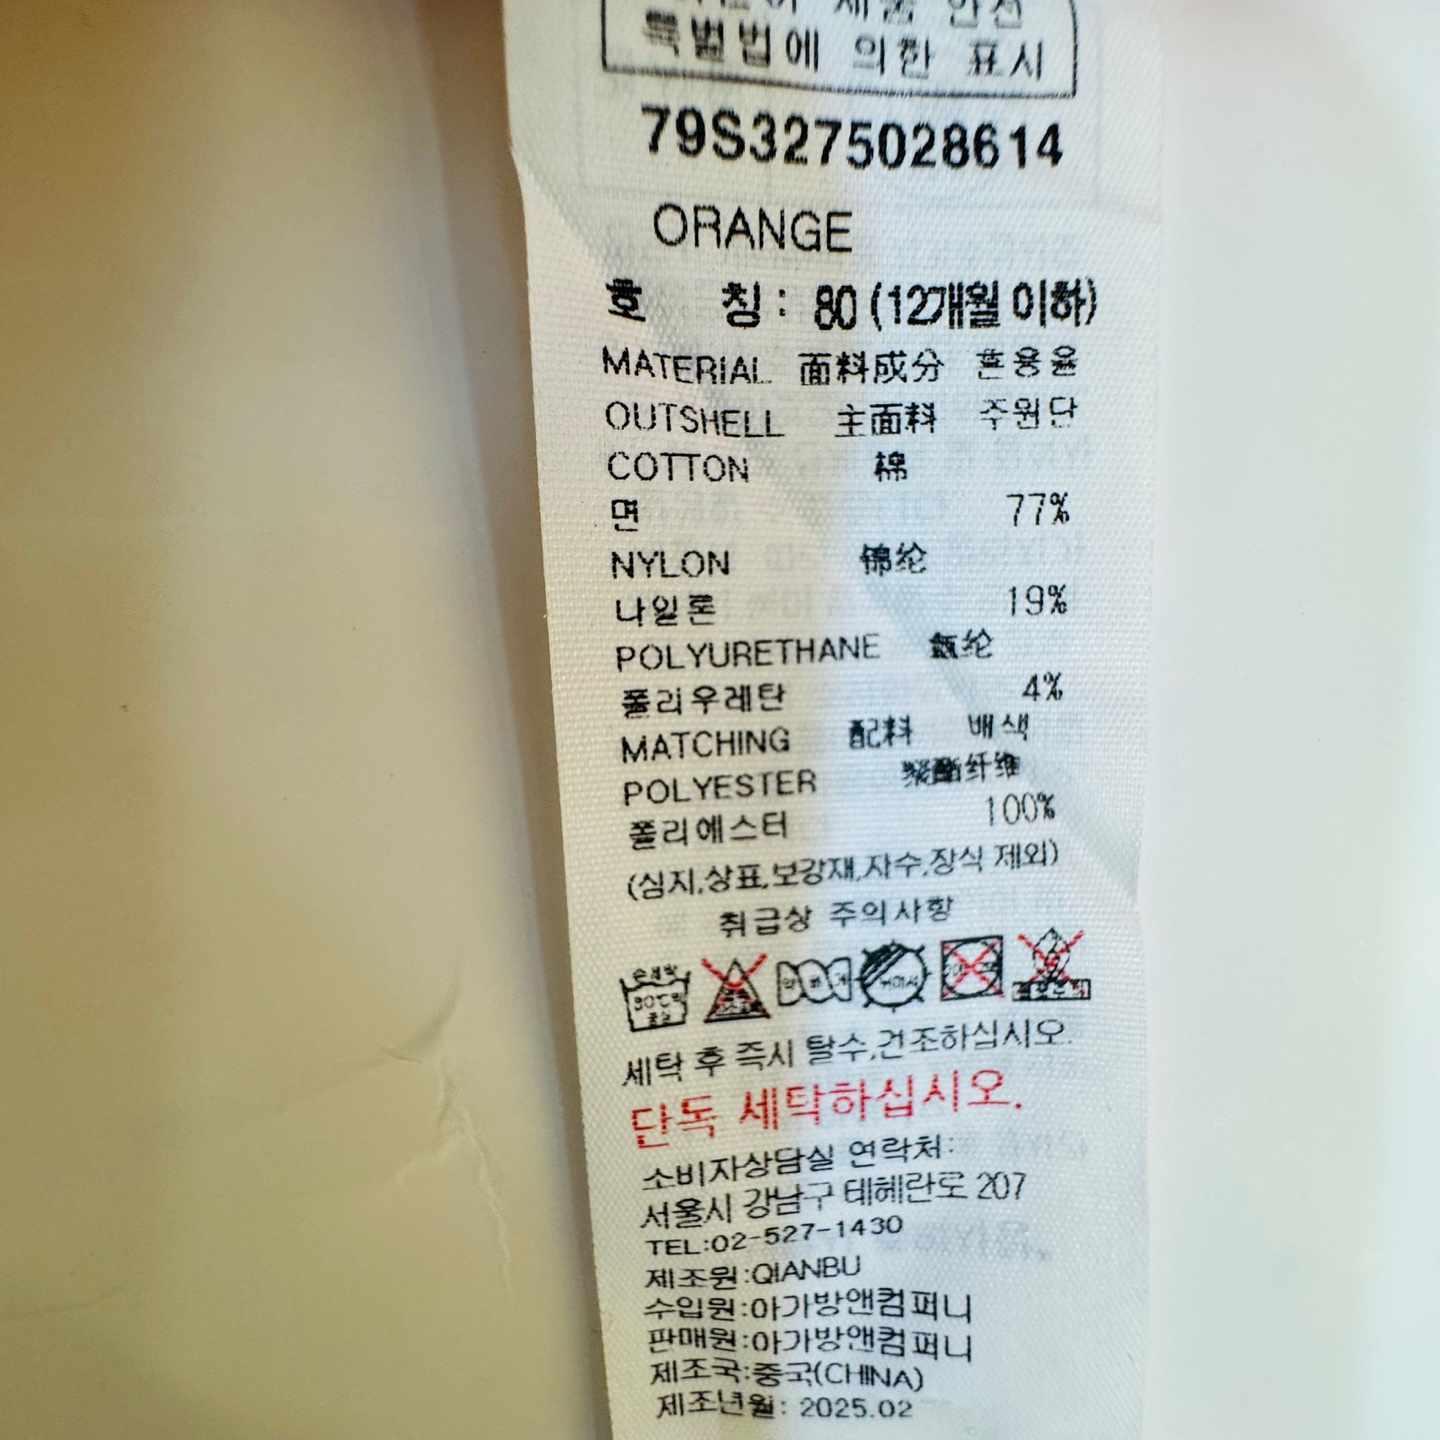 특별법에 의한 표시
79S3275028614
ORANGE
호 칭 : 80 (12개월 이하)
MATERIAL 面料成分 혼용율
OUTSHELL 主面料 주원단
COTTON 棉
면 77%
NYLON 锦纶
나일론 19%
POLYURETHANE 氨纶
폴리우레탄 4%
MATCHING 配料 배색
POLYESTER 聚酯纤维
폴리에스터 100%
(심지,상표,보강재,자수,장식 제외)
취급상 주의사항
손세탁
30℃
약하게
세탁 후 즉시 탈수,건조하십시오.
단독 세탁하십시오.
소비자상담실 연락처:
서울시 강남구 테헤란로 207
TEL:02-527-1430
제조원:QIANBU
수입원:아가방앤컴퍼니
판매원:아가방앤컴퍼니
제조국:중국(CHINA)
제조년월: 2025.02